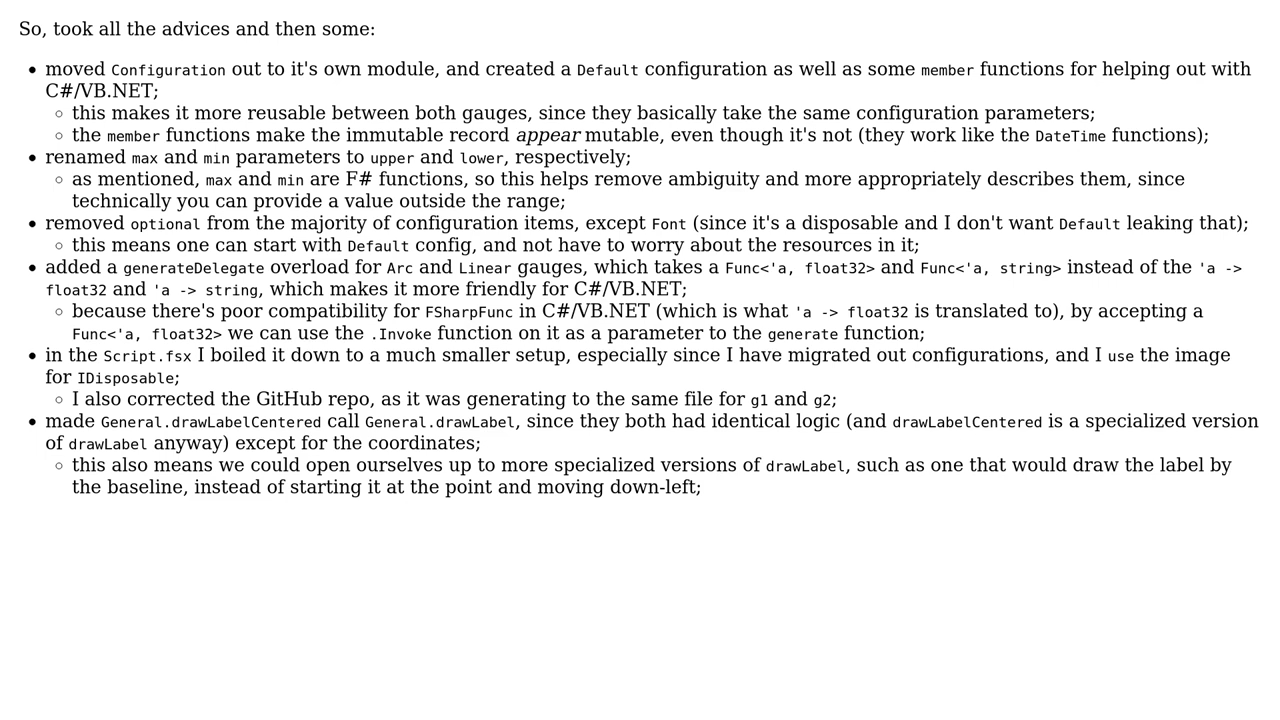 So, took all the advices and then some:
• moved Configuration out to it's own module, and created a Default configuration as well as some member functions for helping out with
C#/VB.NET;
◦ this makes it more reusable between both gauges, since they basically take the same configuration parameters;
◦ the member functions make the immutable record appear mutable, even though it's not (they work like the DateTime functions);
• renamed max and min parameters to upper and lower, respectively;
◦ as mentioned, max and min are F# functions, so this helps remove ambiguity and more appropriately describes them, since
technically you can provide a value outside the range;
• removed optional from the majority of configuration items, except Font (since it's a disposable and I don't want Default leaking that);
◦ this means one can start with Default config, and not have to worry about the resources in it;
• added a generateDelegate overload for Arc and Linear gauges, which takes a Func<'a, float32> and Func<'a, string> instead of the 'a ->
float32 and 'a -> string, which makes it more friendly for C#/VB.NET;
◦ because there's poor compatibility for FSharpFunc in C#/VB.NET (which is what 'a -> float32 is translated to), by accepting a
Func<'a, float32> we can use the .Invoke function on it as a parameter to the generate function;
• in the Script.fsx I boiled it down to a much smaller setup, especially since I have migrated out configurations, and I use the image
for IDisposable;
◦ I also corrected the GitHub repo, as it was generating to the same file for g1 and g2;
• made General.drawLabelCentered call General.drawLabel, since they both had identical logic (and drawLabelCentered is a specialized version
of drawLabel anyway) except for the coordinates;
◦ this also means we could open ourselves up to more specialized versions of drawLabel, such as one that would draw the label by
the baseline, instead of starting it at the point and moving down-left;